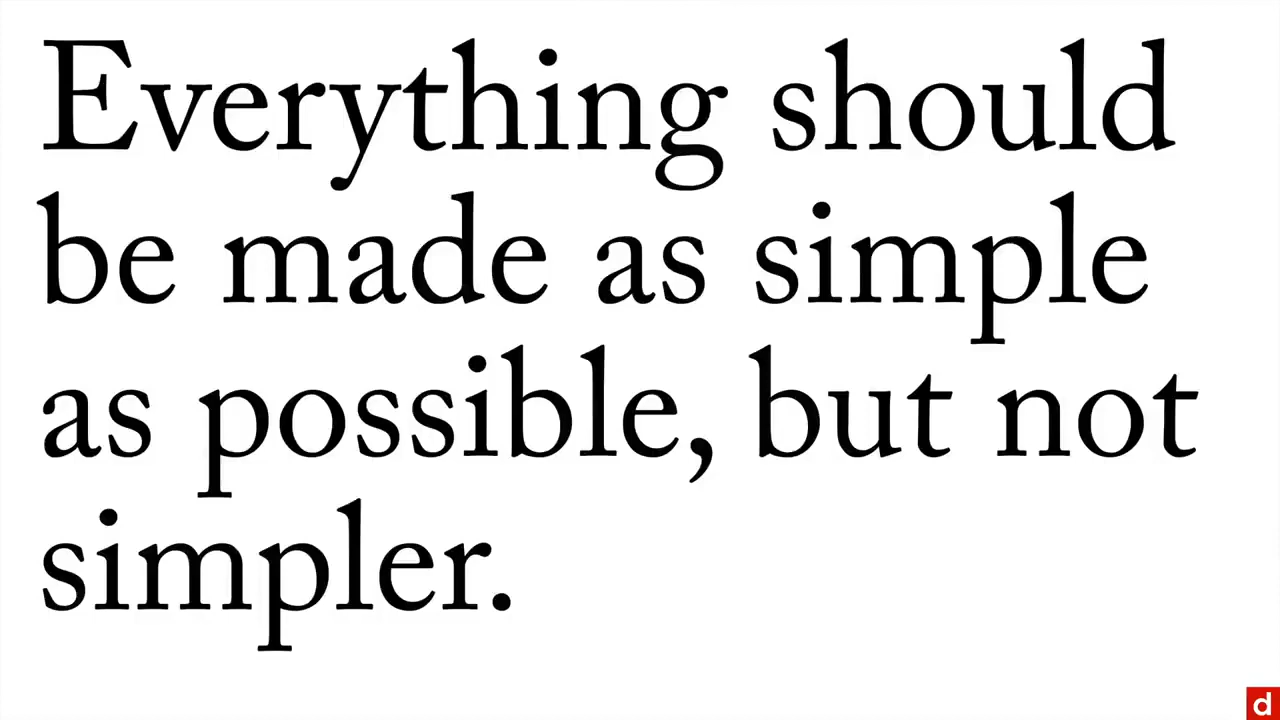 Everything should
be made as simple
as possible, but not
simpler.
d